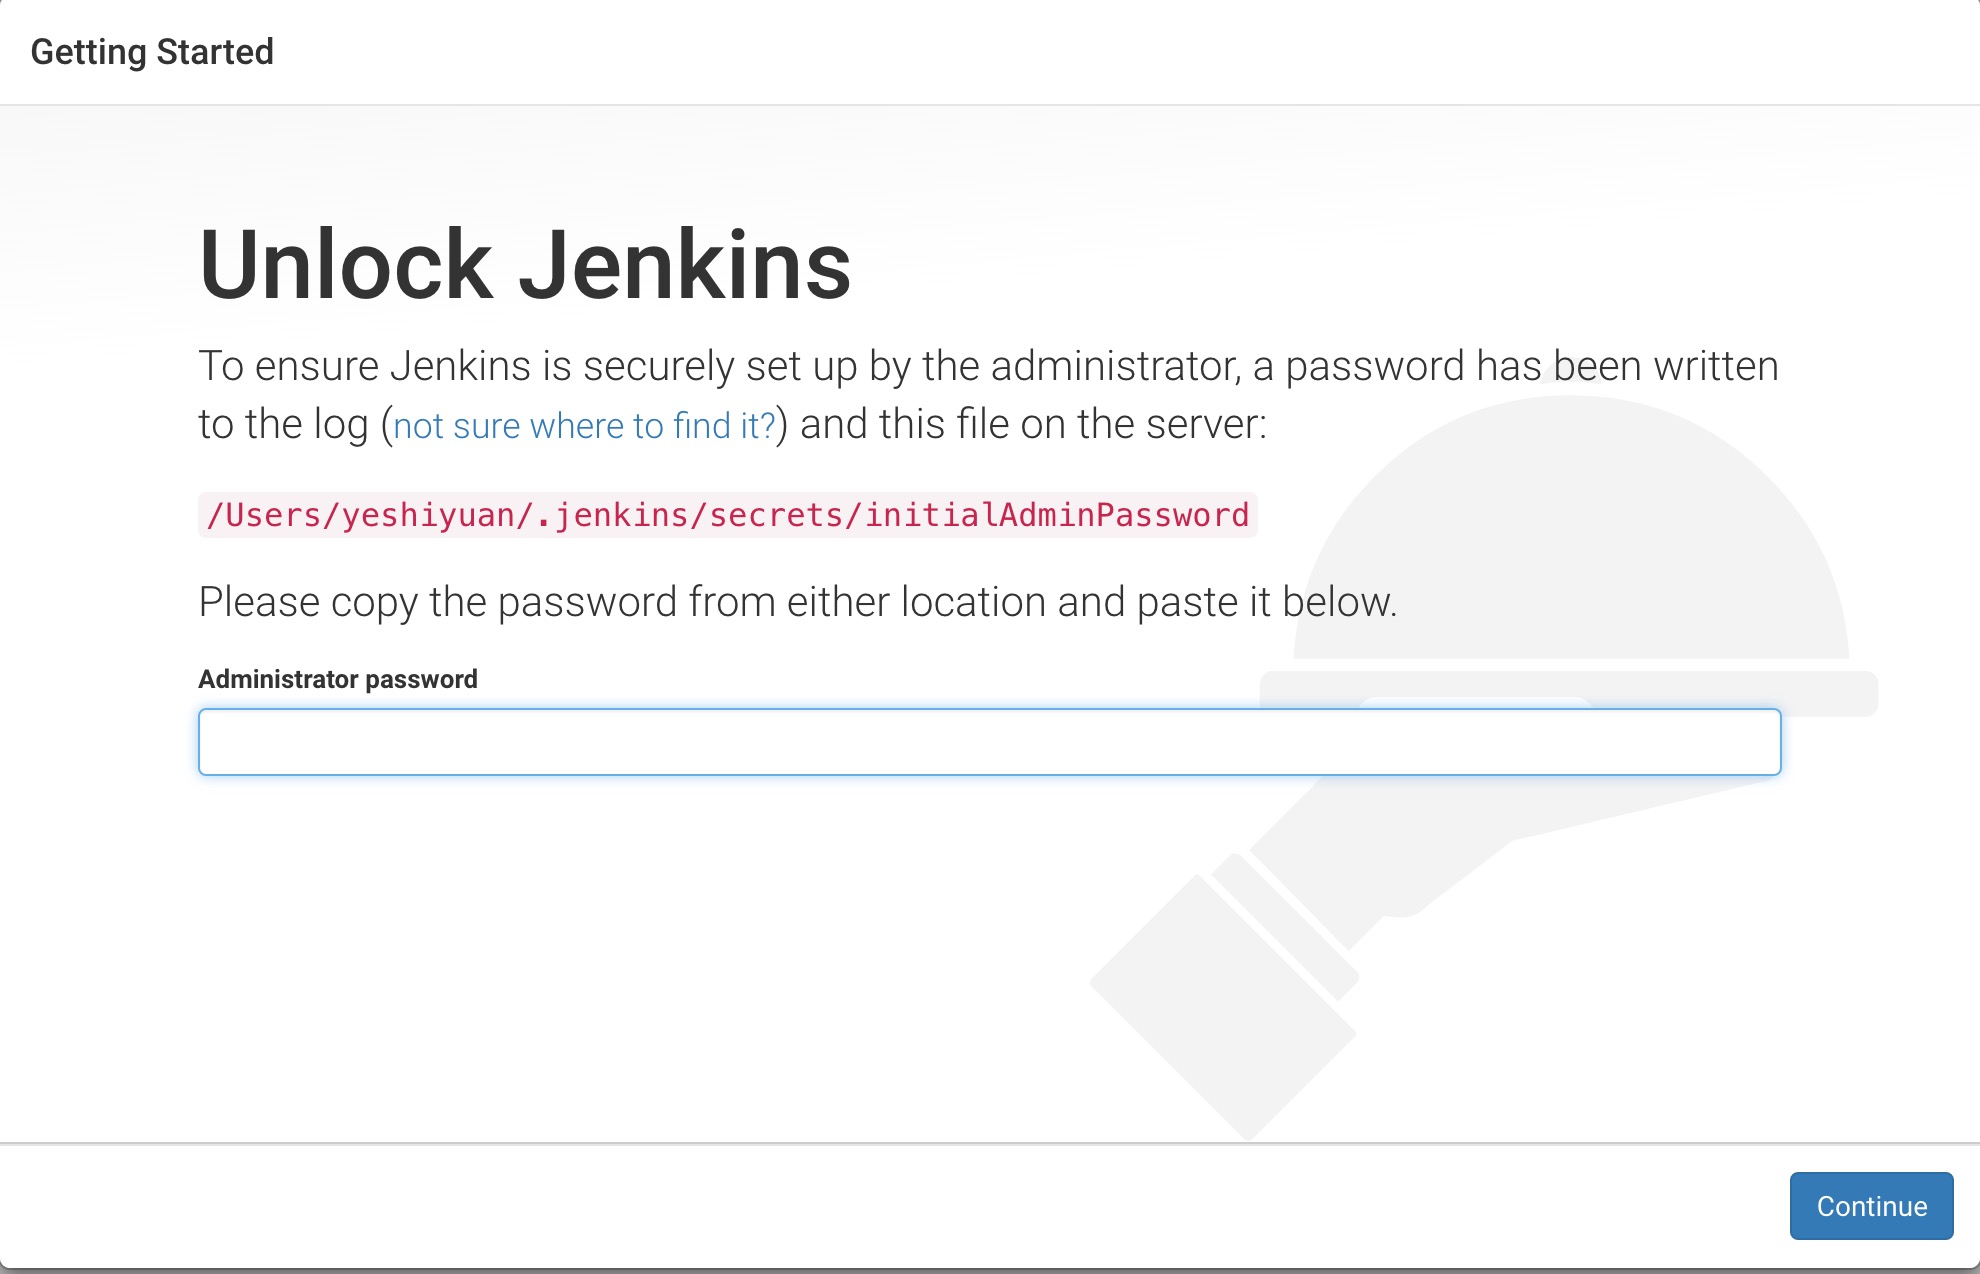 Getting Started
Unlock Jenkins
To ensure Jenkins is securely set up by the administrator, a password has been written
to the log (not sure where to find it?) and this file on the server:
/Users/yeshiyuan/.jenkins/secrets/initialAdminPassword
Please copy the password from either location and paste it below.
Administrator password
Continue